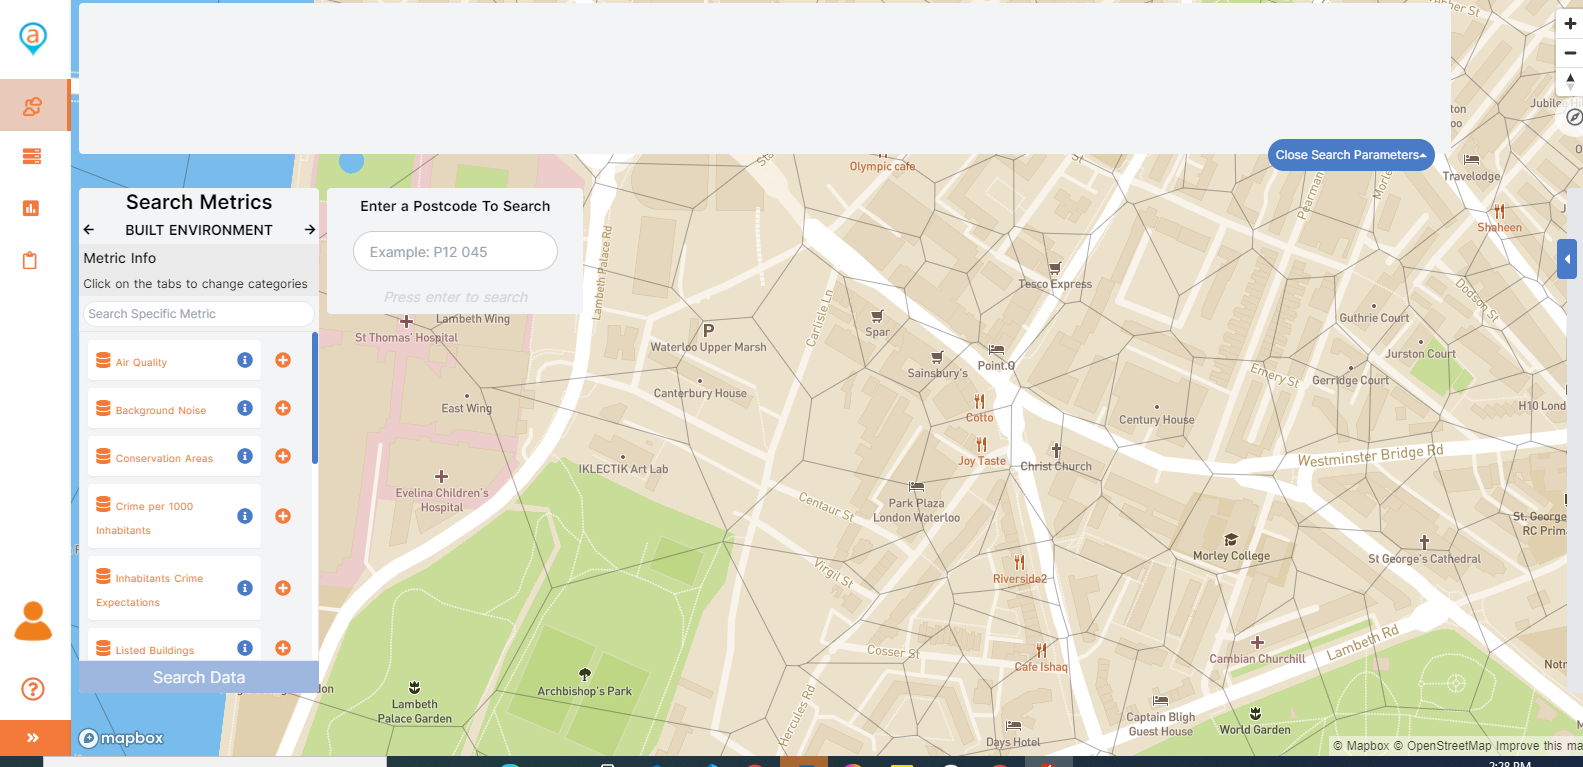 a
Close Search Parameters
Search Metrics
BUILT ENVIRONMENT
Metric Info
Click on the tabs to change categories
Search Specific Metric
Air Quality
Background Noise
Conservation Areas
Crime per 1000
Inhabitants
Inhabitants Crime
Expectations
Listed Buildings
Search Data
Enter a Postcode To Search
Example: P12 045
Press enter to search
Olympic cafe
Travelodge
Shaheen
Lambeth Palace Rd
Lambeth Wing
St Thomas' Hospital
P
Waterloo Upper Marsh
Carlisle Ln
Spar
Tesco Express
Sainsbury's
Point.O
Dodson St
Guthrie Court
Jurston Court
Gerridge Court
Emery St
Canterbury House
East Wing
Cotto
Century House
H10 Lond
Joy Taste
Christ Church
Westminster Bridge Rd
IKLECTIK Art Lab
Evelina Children's
Hospital
Centaur St
Park Plaza
London Waterloo
St. George
RC Prim
Morley College
St George's Cathedral
Virgil St
Riverside2
Cosser St
Cafe Ishaq
Lambeth Rd
Cambian Churchill
Archbishop's Park
Lambeth
Palace Garden
Hercules Rd
Captain Bligh
Guest House
World Garden
Days Hotel
mapbox
© Mapbox © OpenStreetMap Improve this ma
2:28 PM